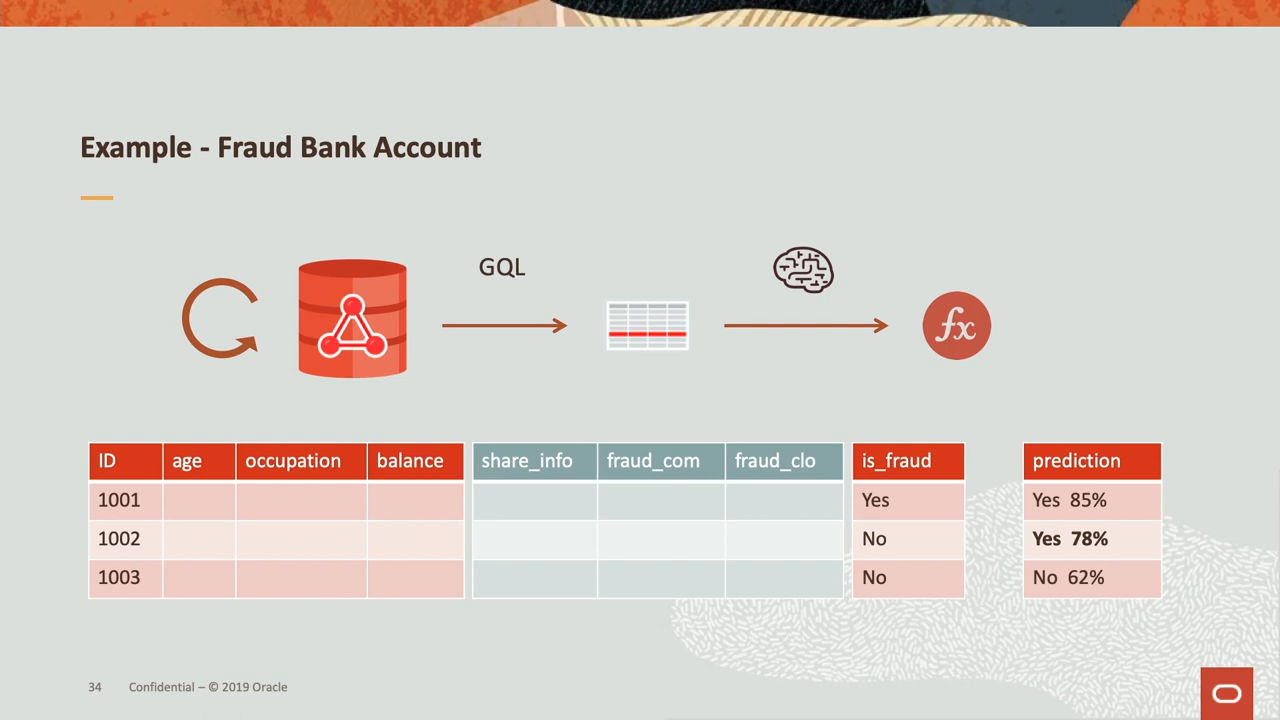 Example - Fraud Bank Account
GQL
fx
ID age occupation balance share_info fraud_com fraud_clo is_fraud prediction
1001 Yes Yes 85%
1002 No Yes 78%
1003 No No 62%
34 Confidential – © 2019 Oracle